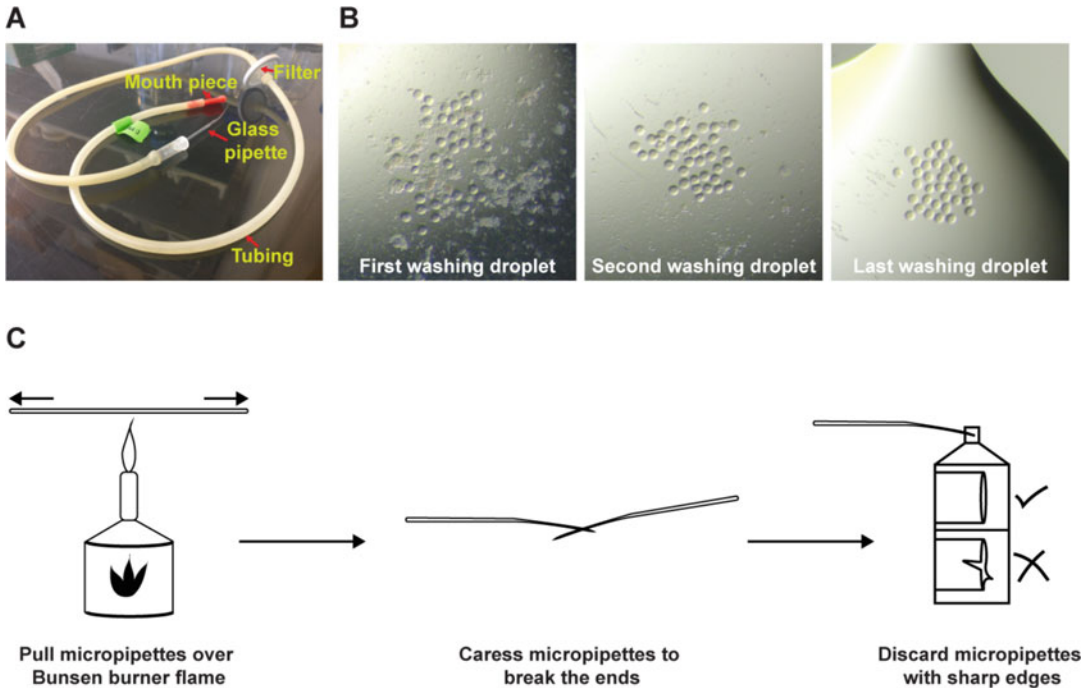 A
B
Mouth piece
Filter
Glass
pipette
Tubing
First washing droplet
Second washing droplet
Last washing droplet
C
Pull micropipettes over
Bunsen burner flame
Caress micropipettes to
break the ends
Discard micropipettes
with sharp edges